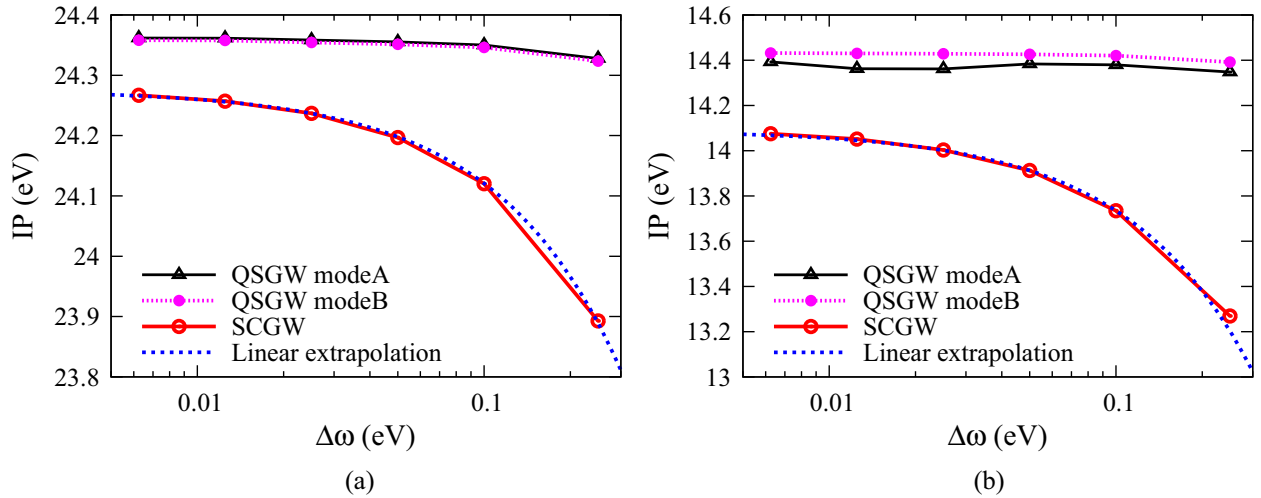 24.4
24.3
24.2
24.1
24
23.9
23.8
IP (eV)
QSGW modeA
QSGW modeB
SCGW
Linear extrapolation
0.01
0.1
Δω (eV)
(a)
14.6
14.4
14.2
14
13.8
13.6
13.4
13.2
13
IP (eV)
QSGW modeA
QSGW modeB
SCGW
Linear extrapolation
0.01
0.1
Δω (eV)
(b)